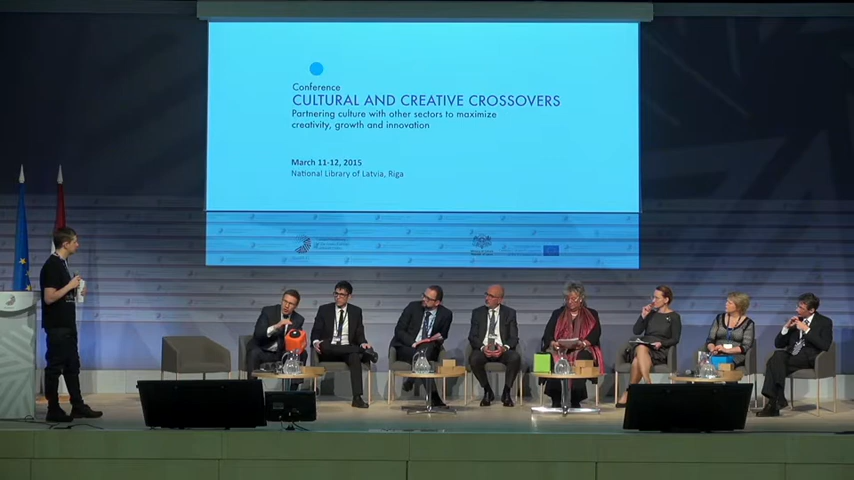 Conference
CULTURAL AND CREATIVE CROSSOVERS
Partnering culture with other sectors to maximize
creativity, growth and innovation
March 11-12, 2015
National Library of Latvia, Riga